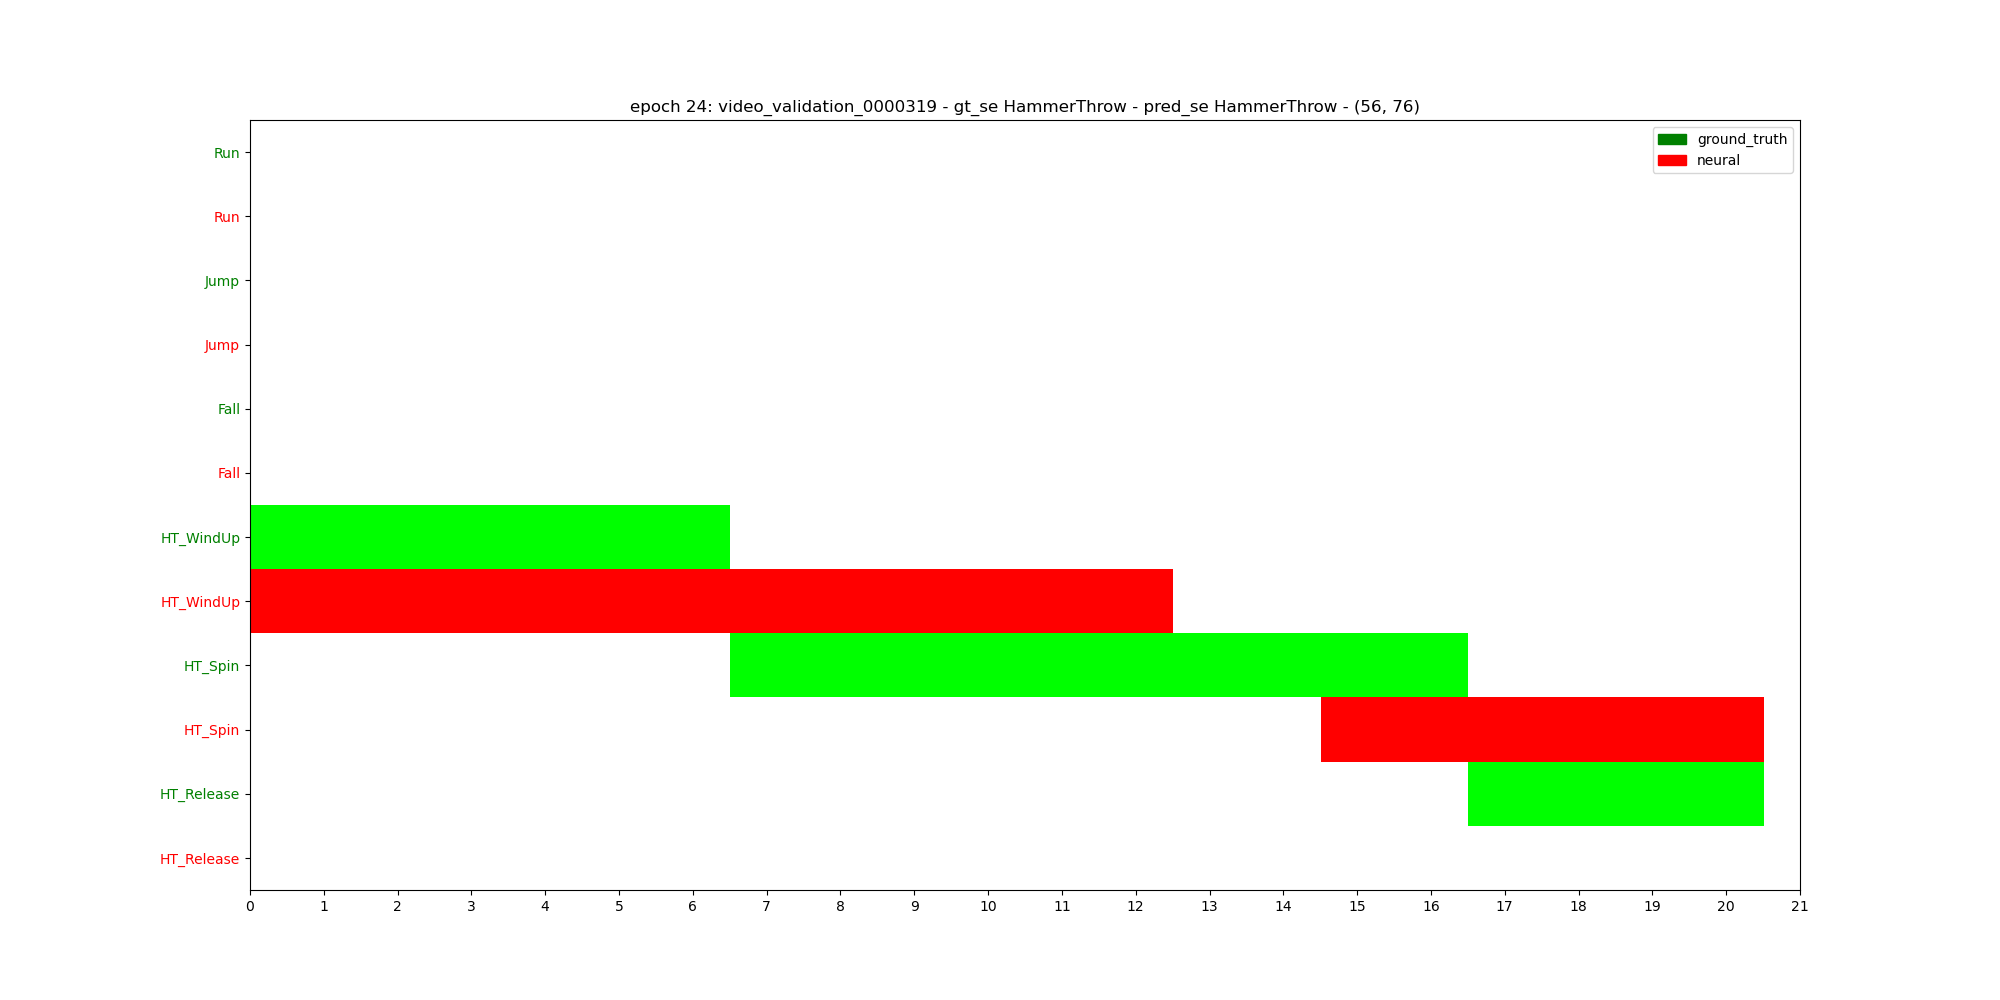 epoch 24: video_validation_0000319 - gt_se HammerThrow - pred_se HammerThrow - (56, 76)
ground_truth
neural
Run
Run
Jump
Jump
Fall
Fall
HT_WindUp
HT_WindUp
HT_Spin
HT_Spin
HT_Release
HT_Release
0 1 2 3 4 5 6 7 8 9 10 11 12 13 14 15 16 17 18 19 20 21